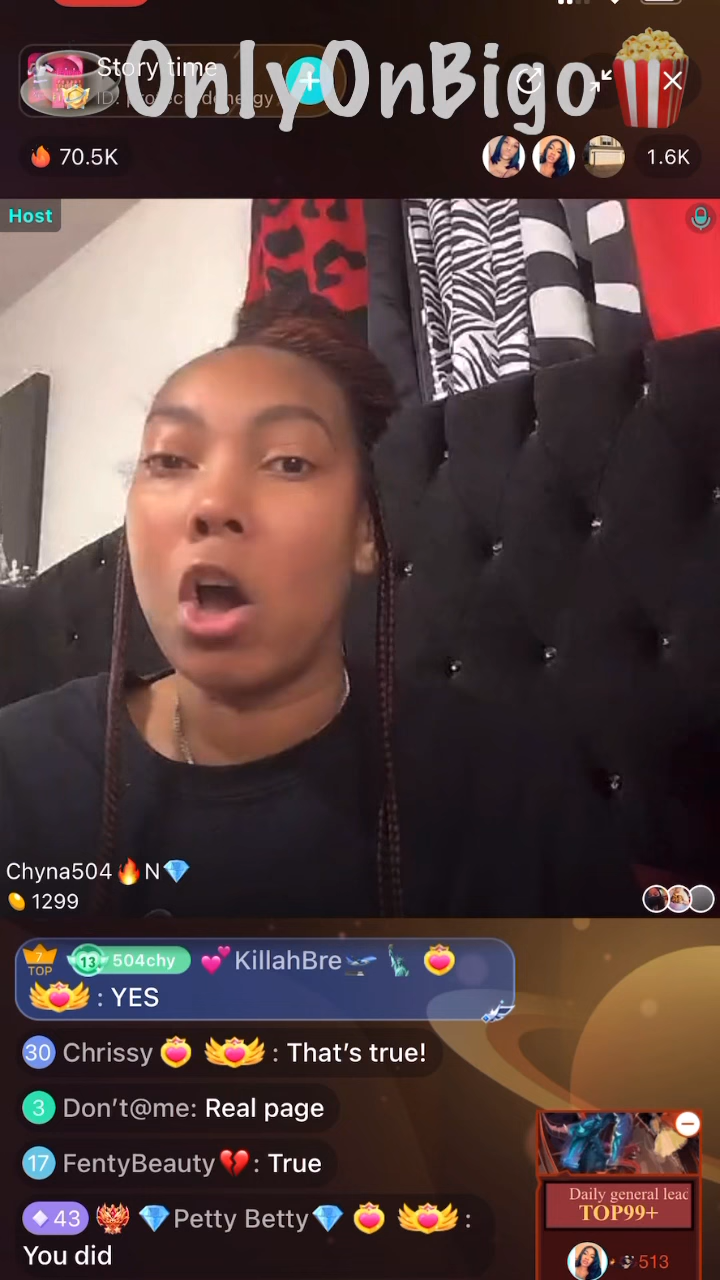 OnlyOnBigo
Story time
70.5K
1.6K
Host
Chyna504🔥N💎
1299
7 TOP 13 504chy 💕KillahBre🛫 🗽
: YES
30 Chrissy : That's true!
3 Don't@me: Real page
17 FentyBeauty💔: True
43 💎Petty Betty💎 :
You did
Daily general leac
TOP99+
513